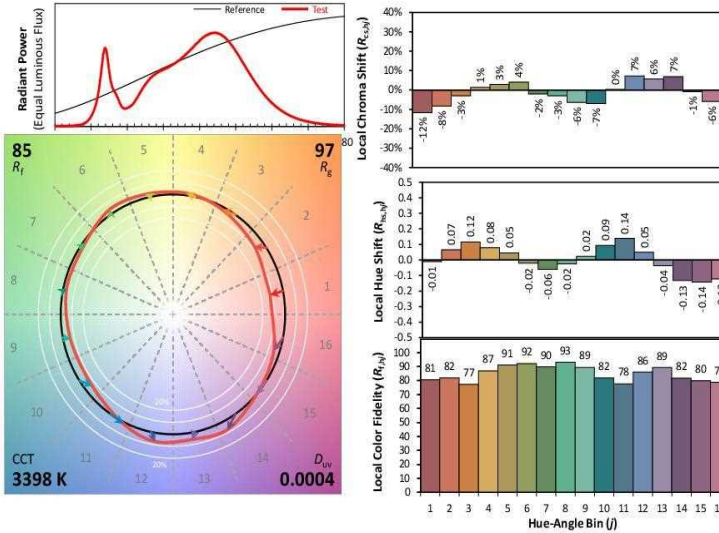 Reference Test
Radiant Power
(Equal Luminous Flux)
80
85
Rf
97
Rg
5 4
6 3
7 2
8 1
9 16
10 15
11 14
12 13
20%
20%
CCT
3398 K
Duv
0.0004
Local Chroma Shift (Rcs,hj)
40%
30%
20%
10%
0%
-10%
-20%
-30%
-40%
-12% -8% -3% 1% 3% 4% -2% -3% -6% -7% 0% 7% 6% 7% -1% -6%
Local Hue Shift (Rhs,hj)
0.5
0.4
0.3
0.2
0.1
0.0
-0.1
-0.2
-0.3
-0.4
-0.5
-0.01 0.07 0.12 0.08 0.05 -0.02 -0.06 -0.02 0.02 0.09 0.14 0.05 -0.04 -0.13 -0.14
Local Color Fidelity (Rf,hj)
100
90
80
70
60
50
40
30
20
10
0
81 82 77 87 91 92 90 93 89 82 78 86 89 82 80 7
1 2 3 4 5 6 7 8 9 10 11 12 13 14 15 1
Hue-Angle Bin (j)